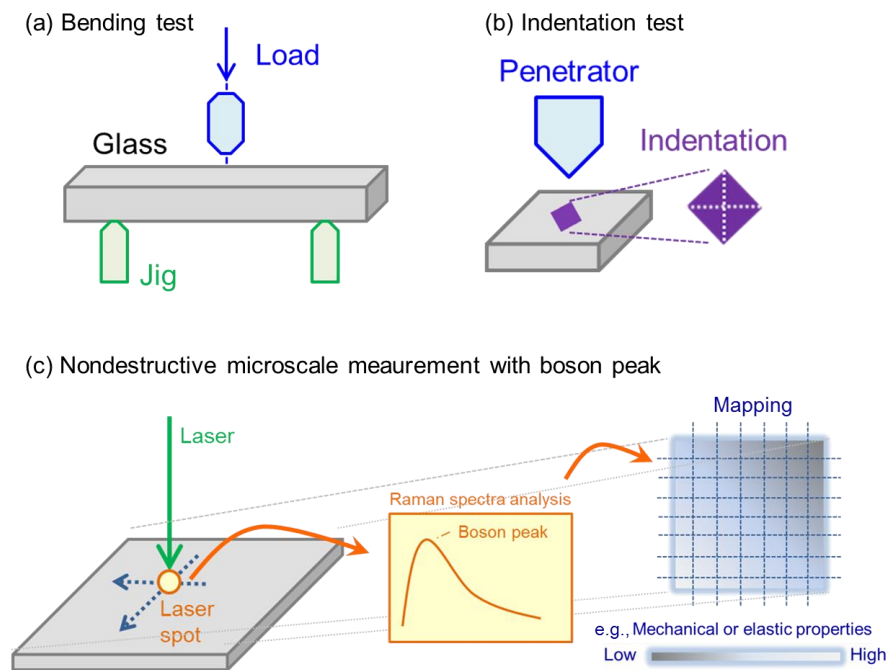 (a) Bending test
Load
Glass
Jig
(b) Indentation test
Penetrator
Indentation
(c) Nondestructive microscale meaurement with boson peak
Laser
Laser
spot
Raman spectra analysis
Boson peak
Mapping
e.g., Mechanical or elastic properties
Low High